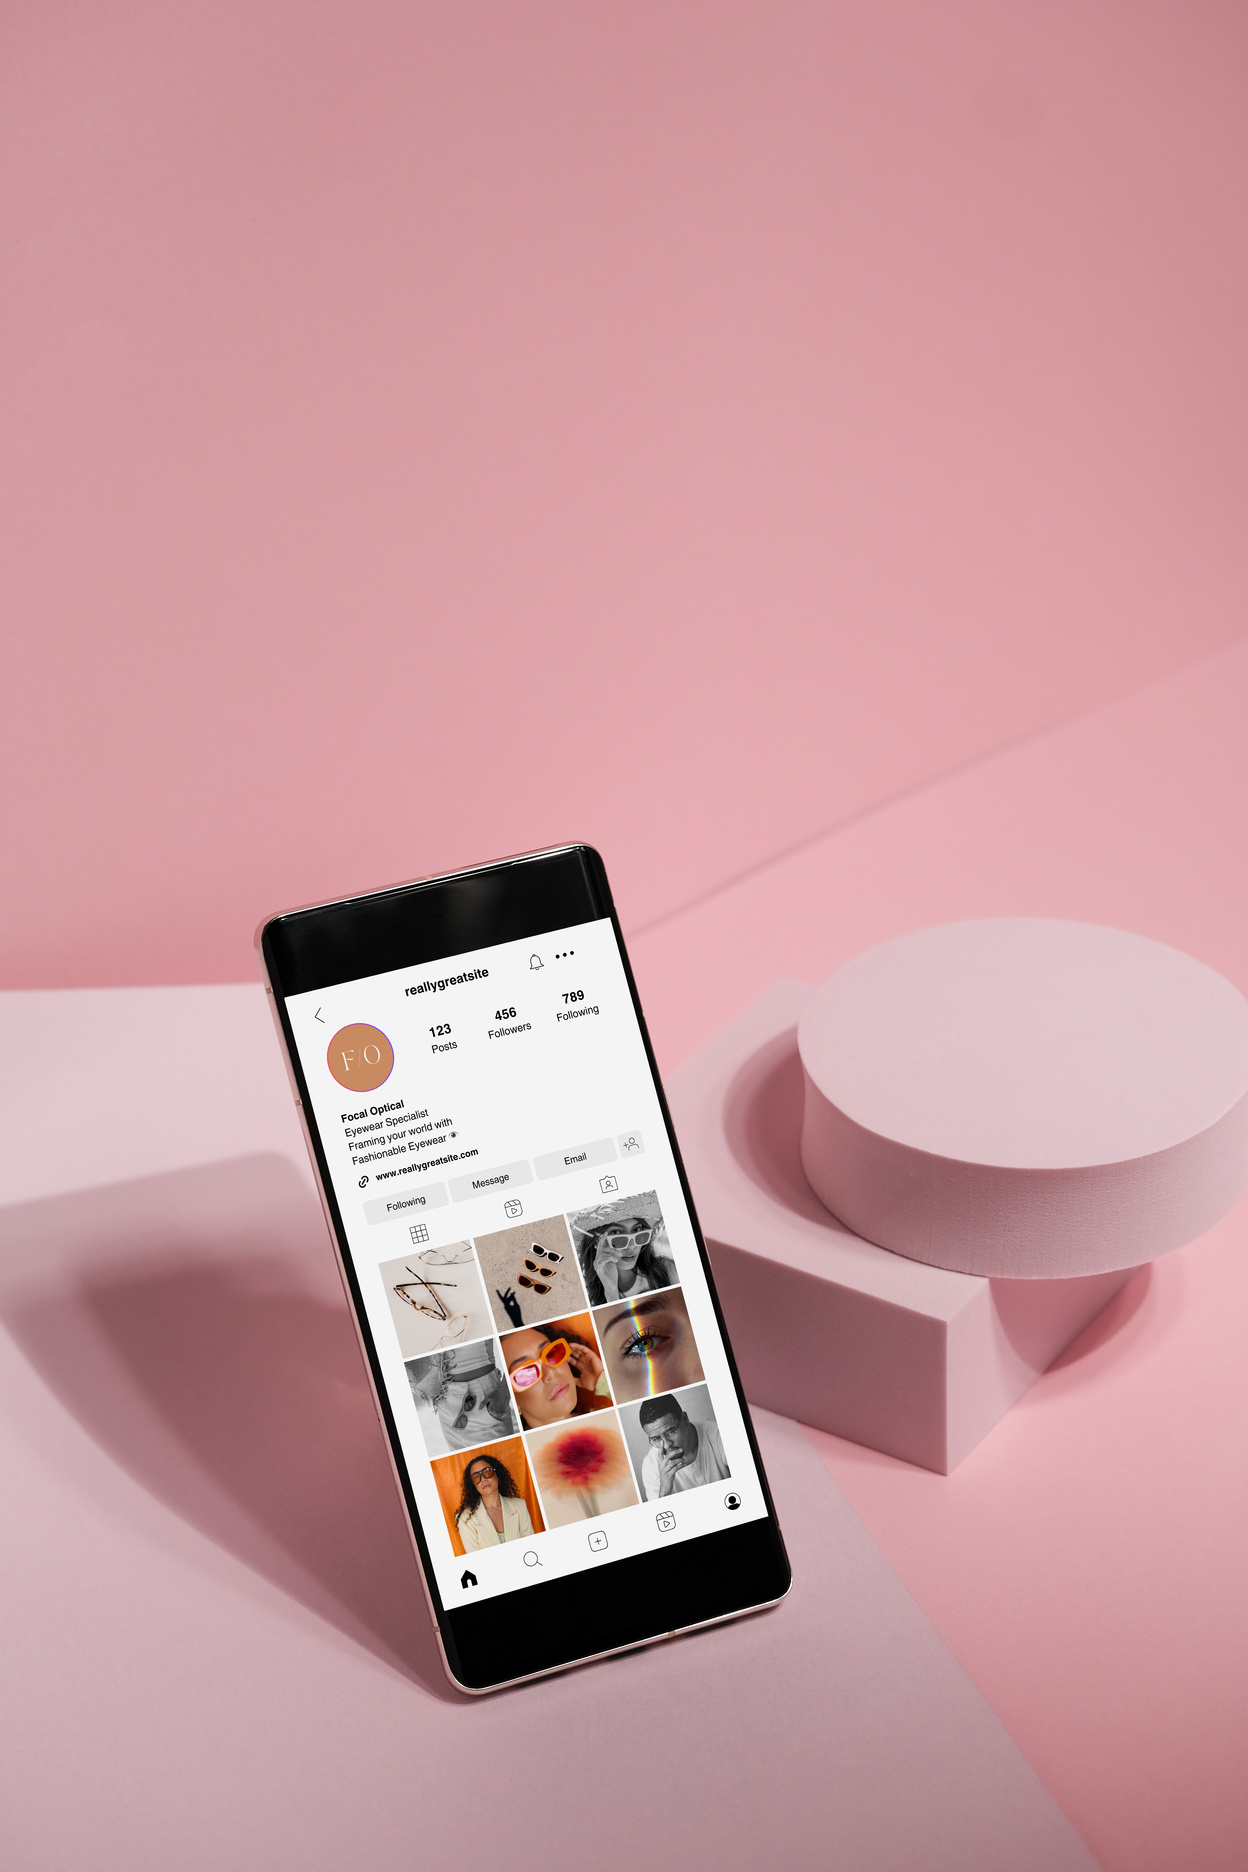 reallygreatsite
F/O
123
Posts
456
Followers
789
Following
Focal Optical
Eyewear Specialist
Framing your world with
Fashionable Eyewear 👁
www.reallygreatsite.com
Following
Message
Email